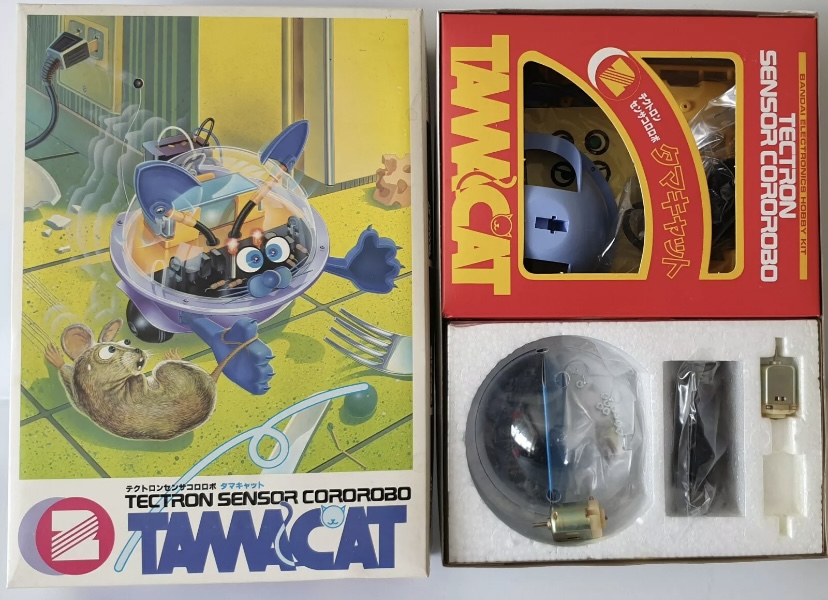 テクトロンセンサコロロボ タマキャット
TECTRON SENSOR COROROBO
TAMACAT
TAMACAT
テクトロン
センサコロロボ
タマキャット
TECTRON
SENSOR COROROBO
BANDAI ELECTRONICS HOBBY KIT